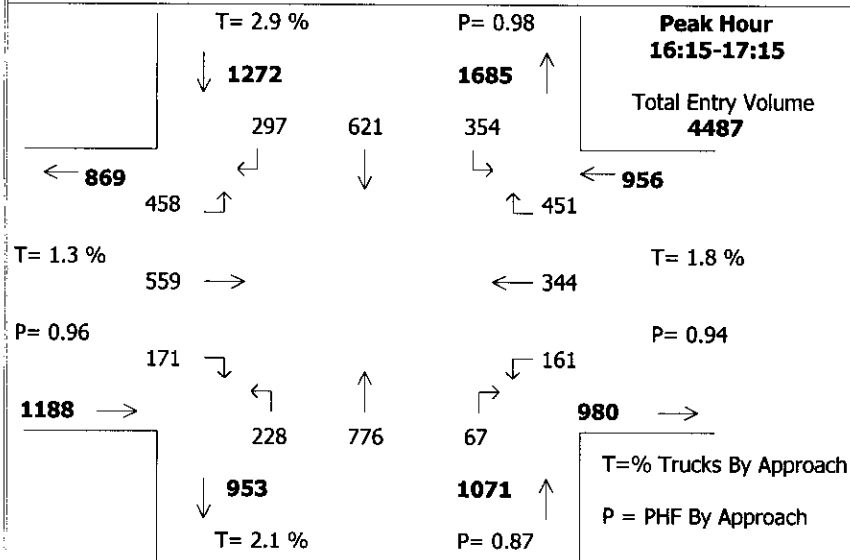 T= 2.9 % P= 0.98 Peak Hour
16:15-17:15
1272 1685
Total Entry Volume
297 621 354 4487
869 956
458 451
T= 1.3 % T= 1.8 %
559 344
P= 0.96 P= 0.94
171 161
1188 980
228 776 67
T=% Trucks By Approach
953 1071
P = PHF By Approach
T= 2.1 % P= 0.87